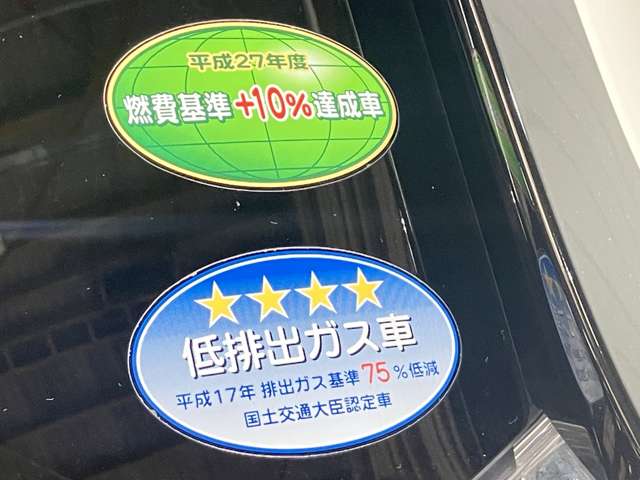 平成27年度
燃費基準+10%達成車
低排出ガス車
平成17年 排出ガス基準75%低減
国土交通大臣認定車